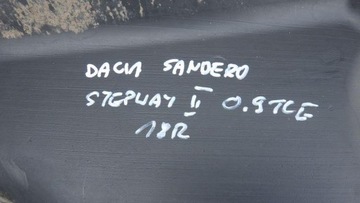 DACIA SANDERO
STEPWAY II 0.9TCE
18R